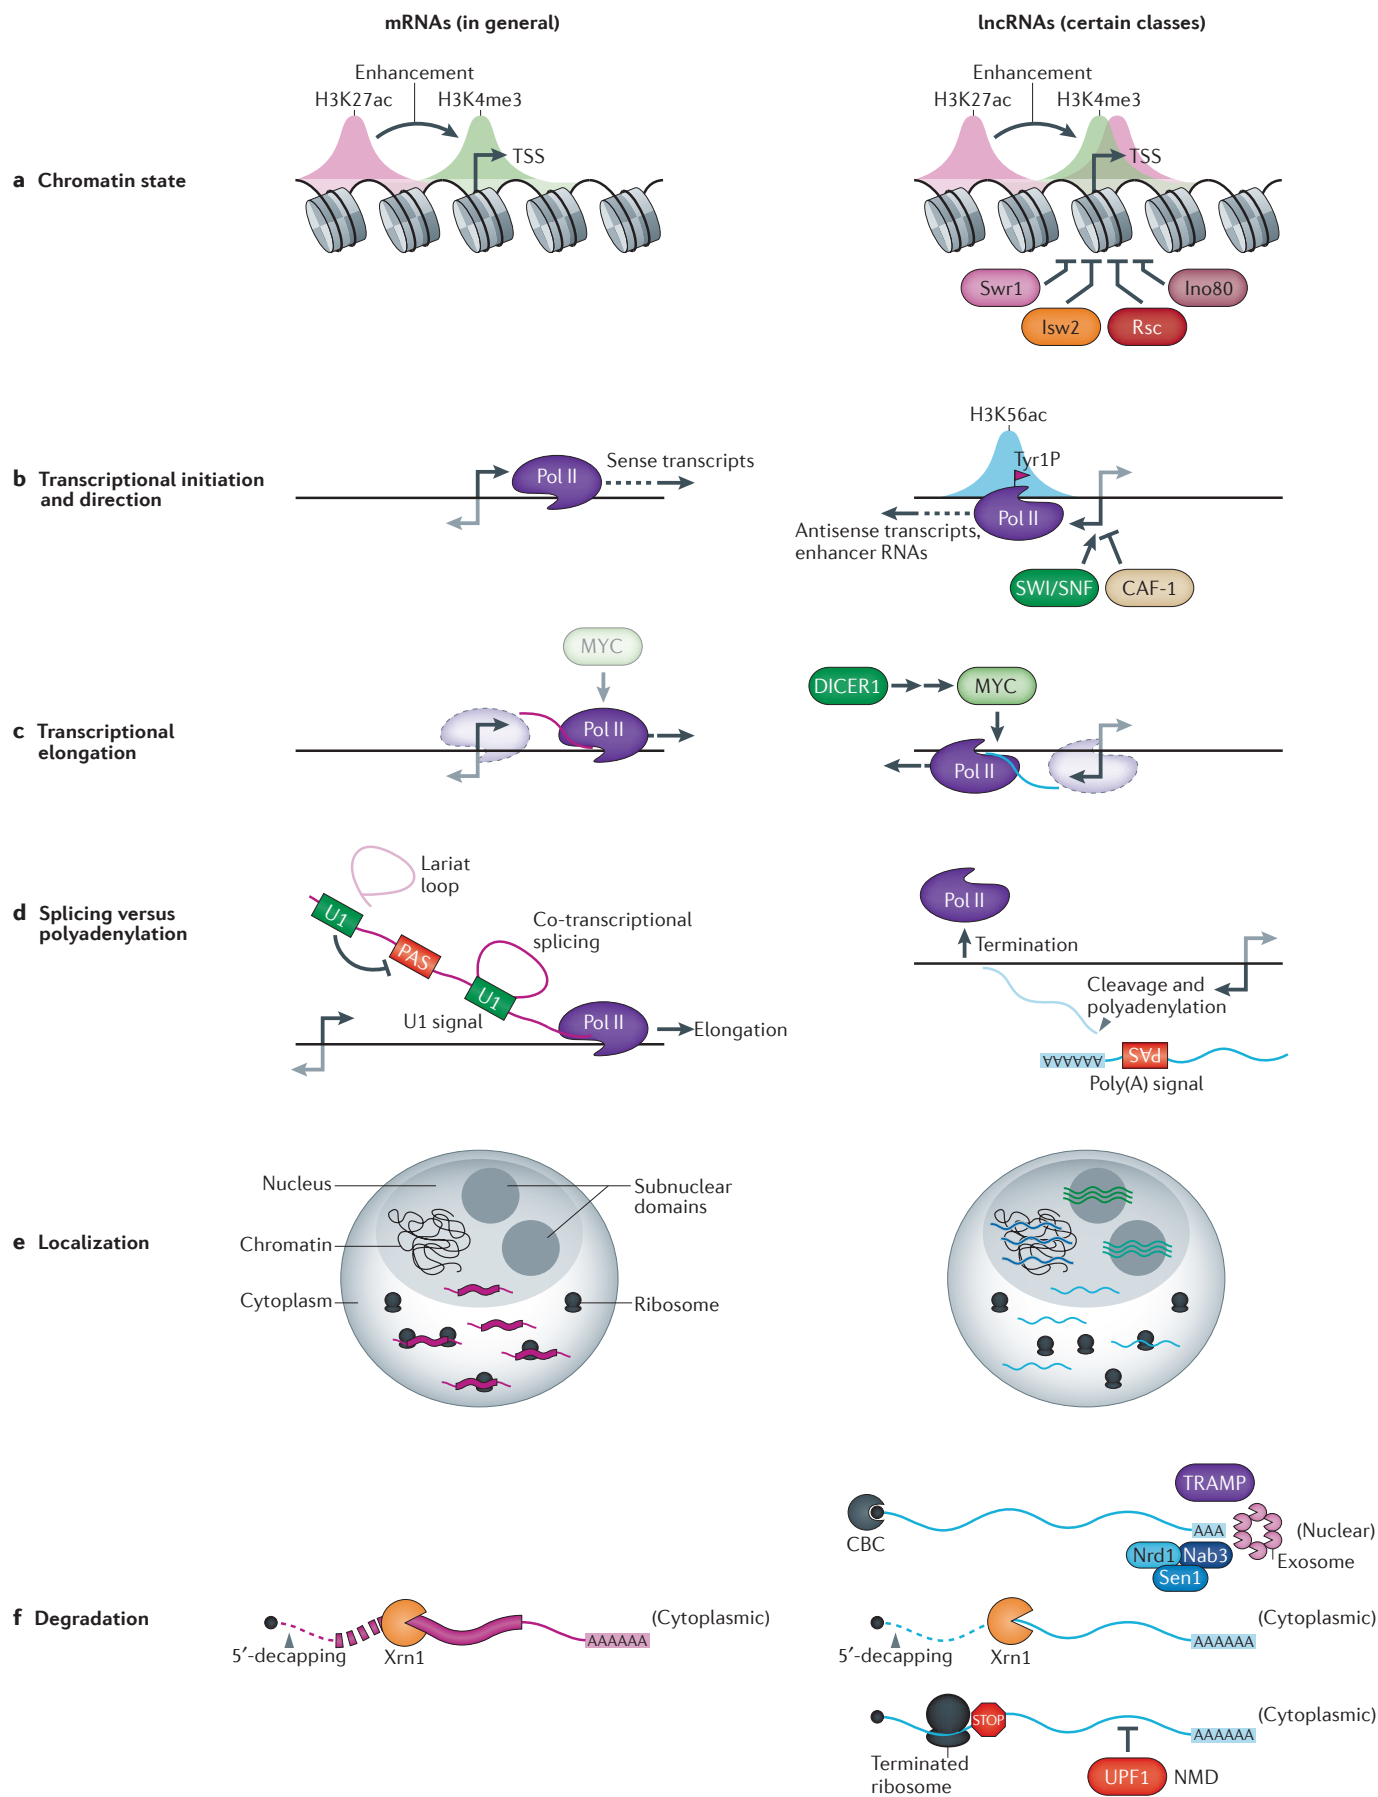 mRNAs (in general)
lncRNAs (certain classes)
Enhancement
H3K27ac
H3K4me3
TSS
Enhancement
H3K27ac
H3K4me3
TSS
a Chromatin state
Swr1
Ino80
Isw2
Rsc
H3K56ac
Tyr1P
b Transcriptional initiation
and direction
Pol II
Sense transcripts
Pol II
Antisense transcripts,
enhancer RNAs
SWI/SNF
CAF-1
MYC
DICER1
MYC
c Transcriptional
elongation
Pol II
Pol II
Lariat
loop
d Splicing versus
polyadenylation
U1
PAS
Co-transcriptional
splicing
U1
U1 signal
Pol II
Elongation
Pol II
Termination
Cleavage and
polyadenylation
AAAAAA
PAS
Poly(A) signal
Nucleus
Subnuclear
domains
e Localization
Chromatin
Cytoplasm
Ribosome
TRAMP
CBC
AAA
(Nuclear)
Nrd1
Nab3
Sen1
Exosome
f Degradation
(Cytoplasmic)
5′-decapping
Xrn1
AAAAAA
(Cytoplasmic)
5′-decapping
Xrn1
AAAAAA
STOP
(Cytoplasmic)
AAAAAA
Terminated
ribosome
UPF1
NMD